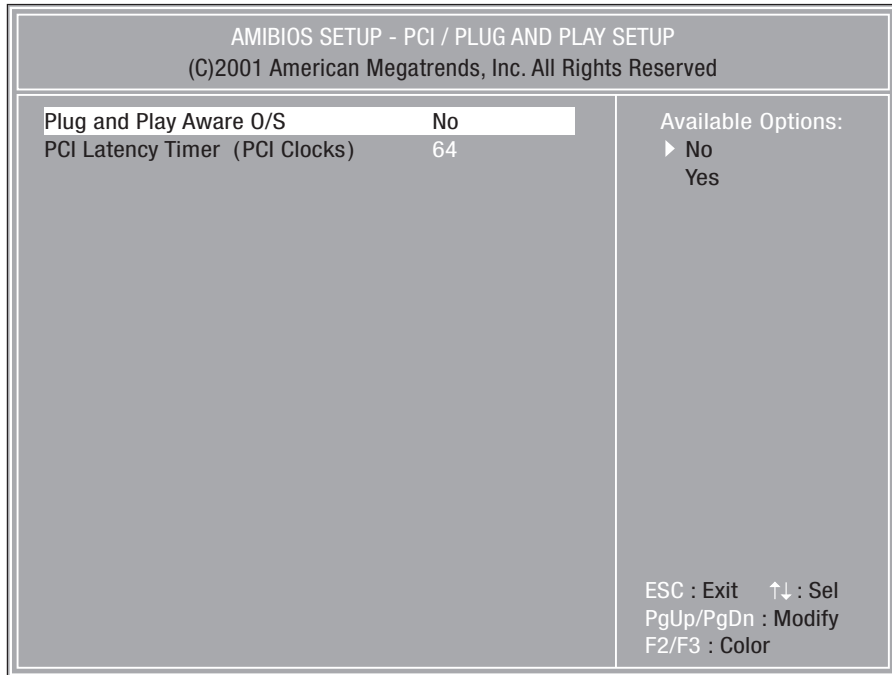 AMIBIOS SETUP - PCI / PLUG AND PLAY SETUP
(C)2001 American Megatrends, Inc. All Rights Reserved
Plug and Play Aware O/S No
PCI Latency Timer (PCI Clocks) 64
Available Options:
▶ No
Yes
ESC : Exit ↑↓ : Sel
PgUp/PgDn : Modify
F2/F3 : Color